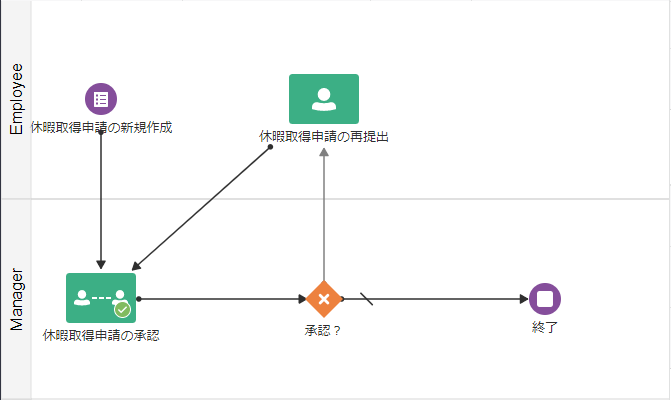 Employee
休暇取得申請の新規作成
休暇取得申請の再提出
Manager
休暇取得申請の承認
承認？
終了